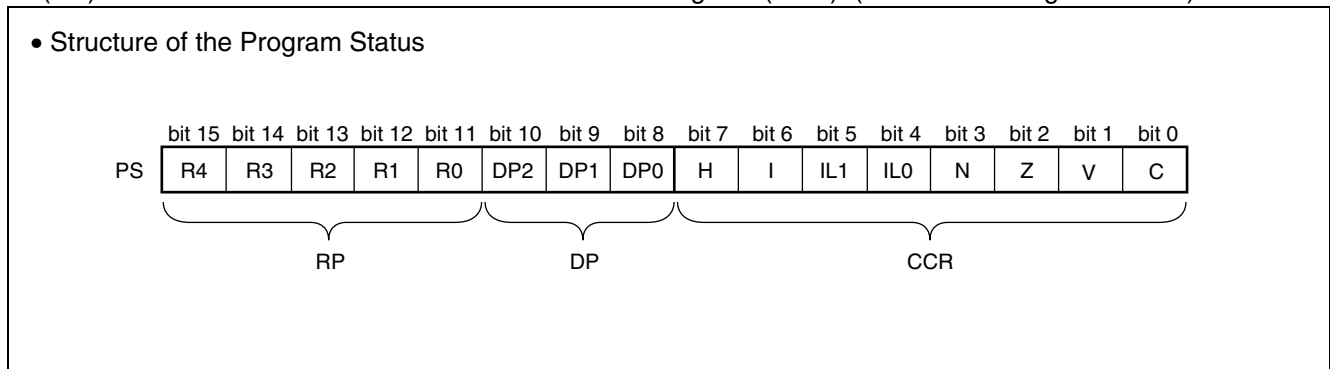 • Structure of the Program Status
bit 15 bit 14 bit 13 bit 12 bit 11 bit 10 bit 9 bit 8 bit 7 bit 6 bit 5 bit 4 bit 3 bit 2 bit 1 bit 0
PS R4 R3 R2 R1 R0 DP2 DP1 DP0 H I IL1 IL0 N Z V C
RP DP CCR